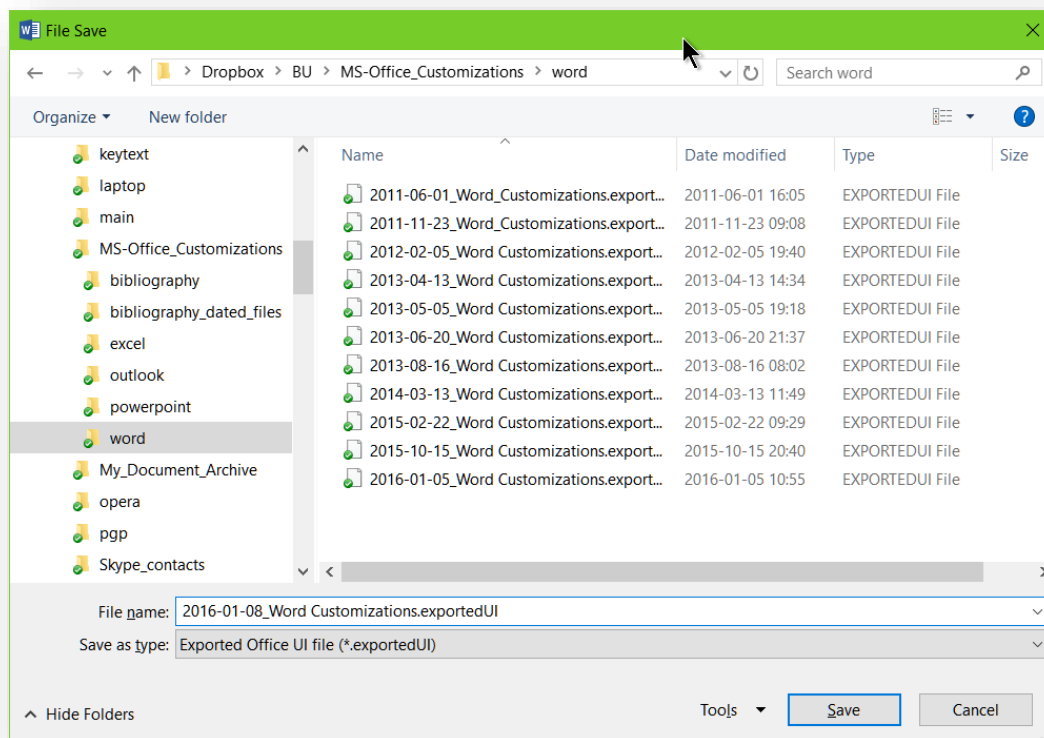 File Save
Dropbox > BU > MS-Office_Customizations > word
Search word
Organize
New folder
?
keytext
laptop
main
MS-Office_Customizations
bibliography
bibliography_dated_files
excel
outlook
powerpoint
word
My_Document_Archive
opera
pgp
Skype_contacts
Name Date modified Type Size
2011-06-01_Word_Customizations.export... 2011-06-01 16:05 EXPORTEDUI File
2011-11-23_Word_Customizations.export... 2011-11-23 09:08 EXPORTEDUI File
2012-02-05_Word Customizations.export... 2012-02-05 19:40 EXPORTEDUI File
2013-04-13_Word Customizations.export... 2013-04-13 14:34 EXPORTEDUI File
2013-05-05_Word Customizations.export... 2013-05-05 19:18 EXPORTEDUI File
2013-06-20_Word Customizations.export... 2013-06-20 21:37 EXPORTEDUI File
2013-08-16_Word Customizations.export... 2013-08-16 08:02 EXPORTEDUI File
2014-03-13_Word Customizations.export... 2014-03-13 11:49 EXPORTEDUI File
2015-02-22_Word Customizations.export... 2015-02-22 09:29 EXPORTEDUI File
2015-10-15_Word Customizations.export... 2015-10-15 20:40 EXPORTEDUI File
2016-01-05_Word Customizations.export... 2016-01-05 10:55 EXPORTEDUI File
File name: 2016-01-08_Word Customizations.exportedUI
Save as type: Exported Office UI file (*.exportedUI)
Hide Folders
Tools
Save
Cancel